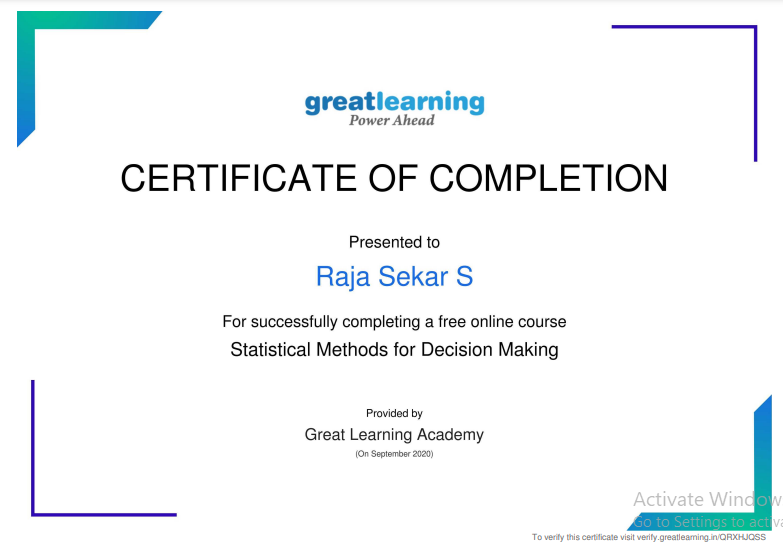 greatlearning
Power Ahead
CERTIFICATE OF COMPLETION
Presented to
Raja Sekar S
For successfully completing a free online course
Statistical Methods for Decision Making
Provided by
Great Learning Academy
(On September 2020)
Activate Window
Go to Settings to activa
To verify this certificate visit verify.greatlearning.in/QRXHJQSS